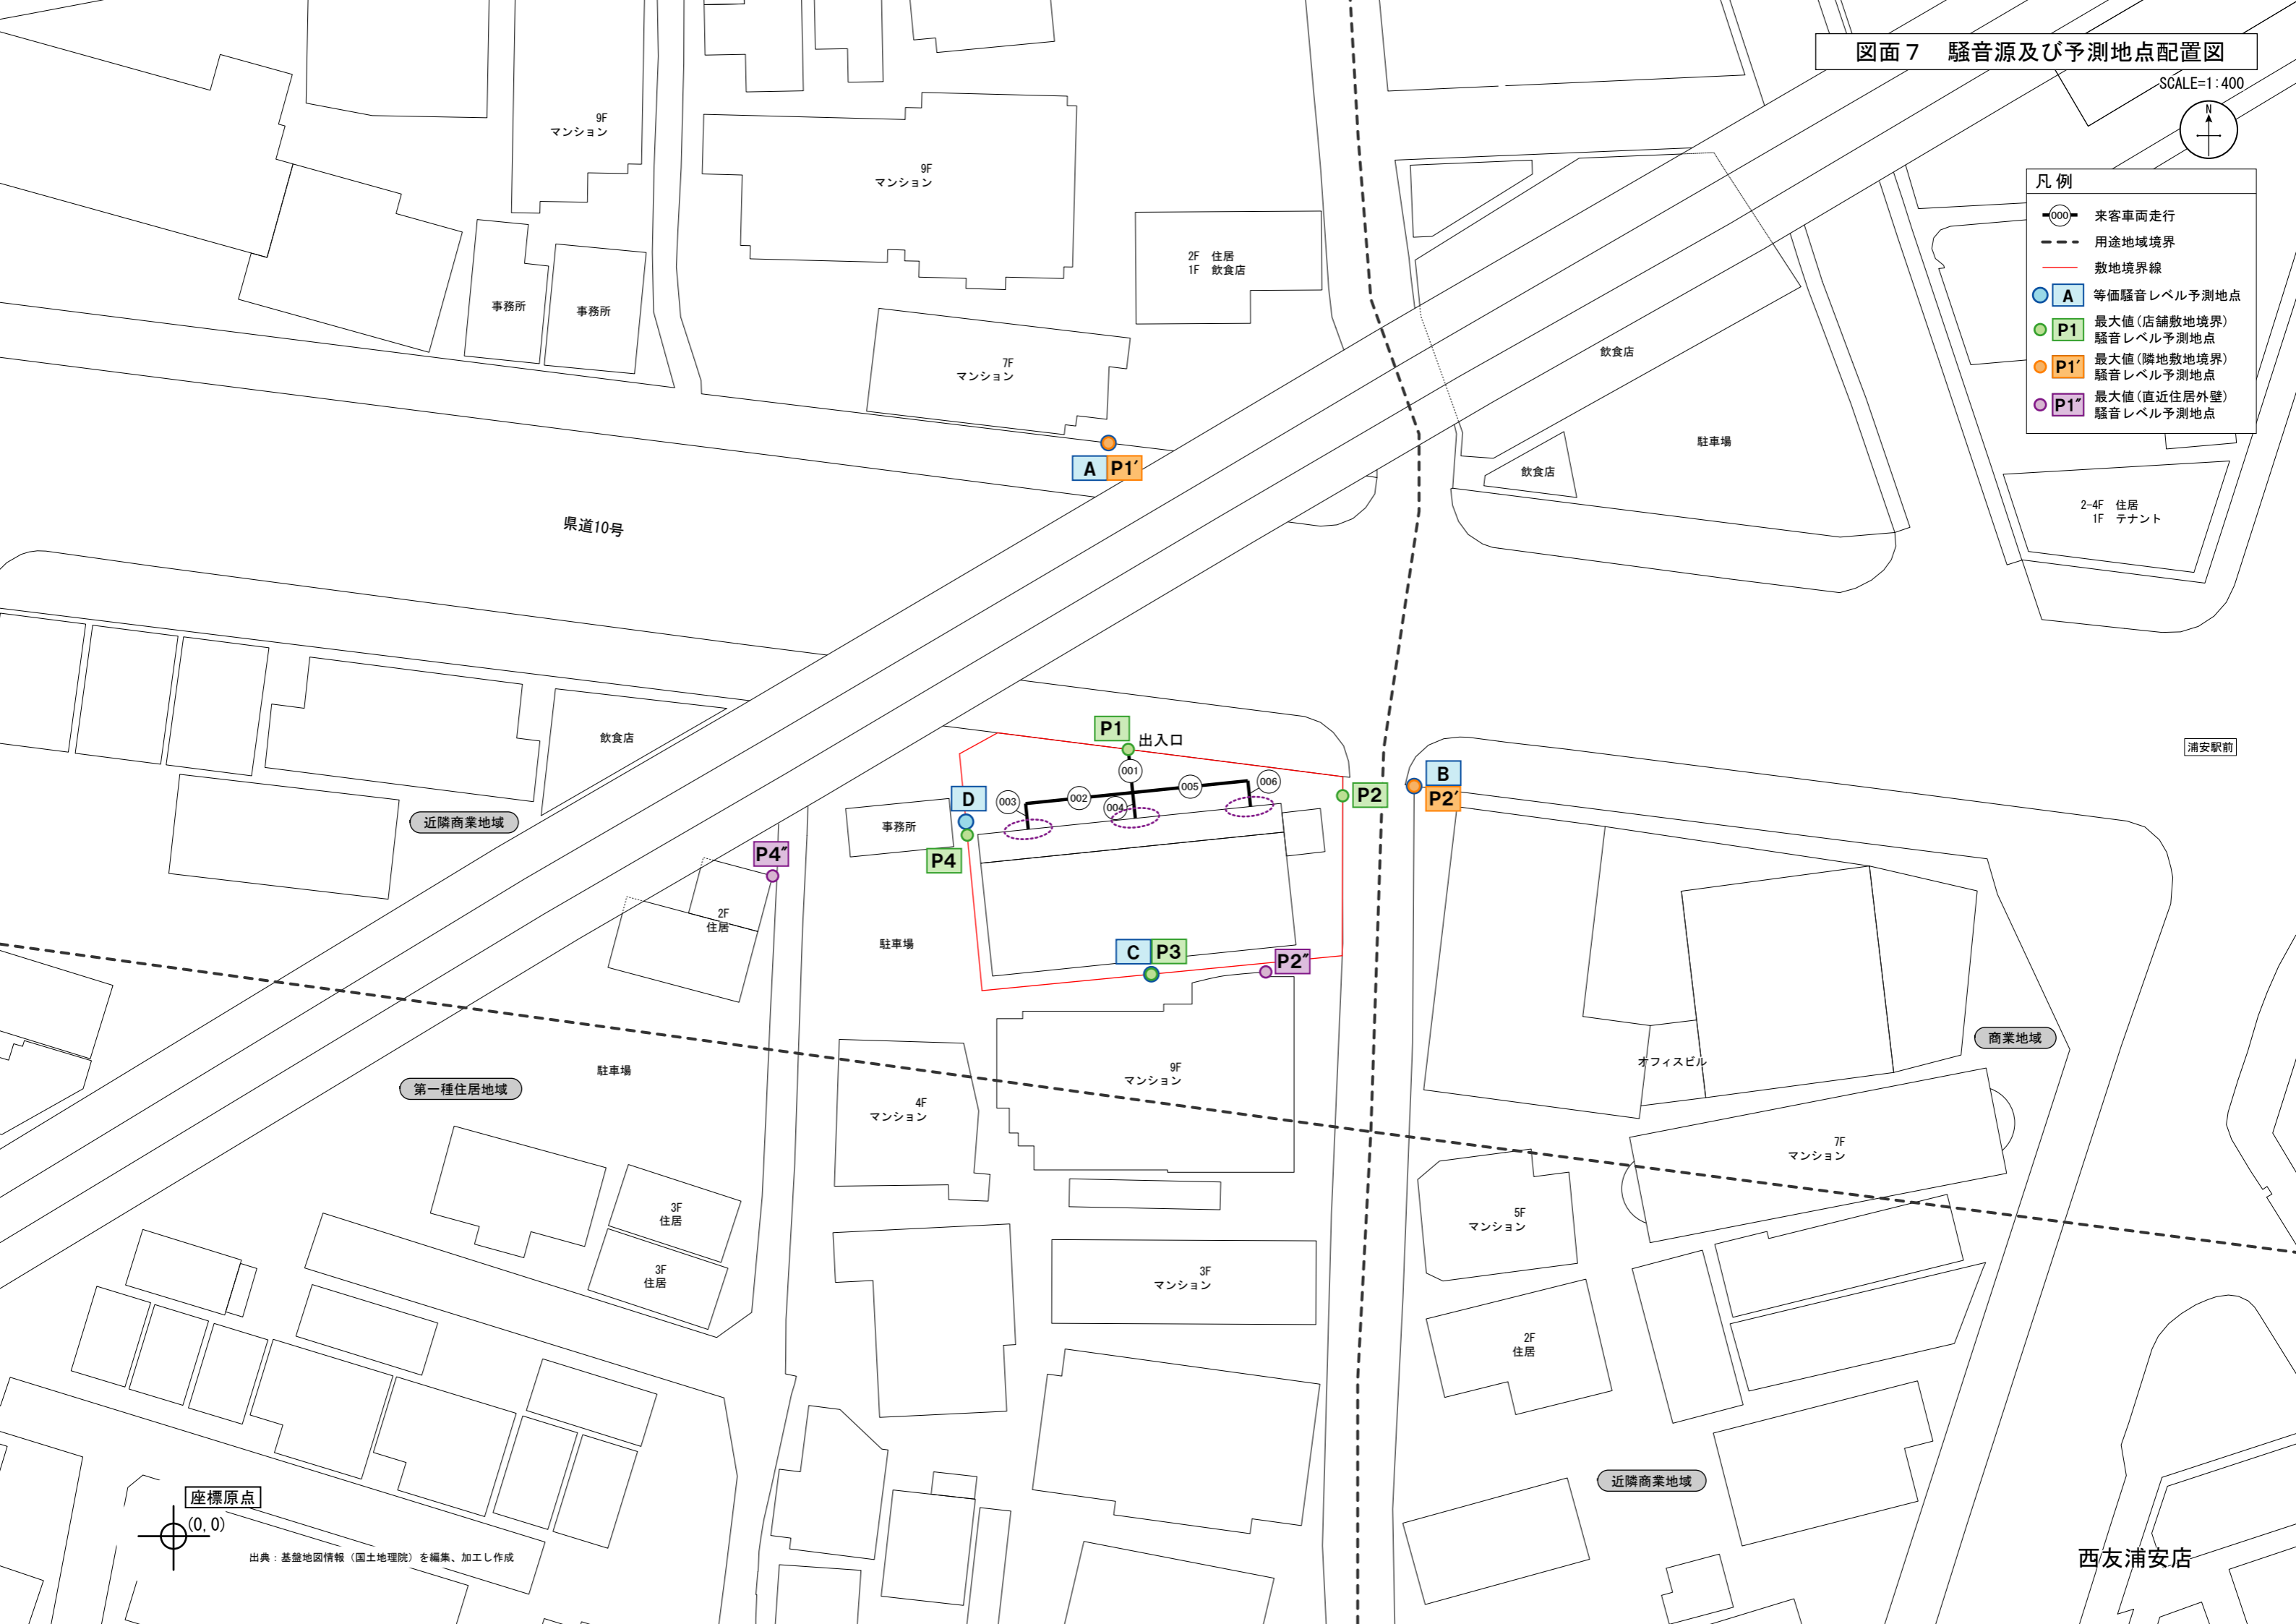 図面７　騒音源及び予測地点配置図
SCALE=1:400
N
凡例
000 来客車両走行
用途地域境界
敷地境界線
A 等価騒音レベル予測地点
P1 最大値(店舗敷地境界)
騒音レベル予測地点
P1′ 最大値(隣地敷地境界)
騒音レベル予測地点
P1″ 最大値(直近住居外壁)
騒音レベル予測地点
9F
マンション
9F
マンション
2F 住居
1F 飲食店
事務所
事務所
7F
マンション
飲食店
駐車場
飲食店
A P1′
2-4F 住居
1F テナント
県道10号
飲食店
P1
出入口
浦安駅前
001
006
005
002
003
004
D
B
P2
P2′
近隣商業地域
事務所
P4
P4″
2F
住居
駐車場
C P3
P2″
商業地域
オフィスビル
駐車場
9F
マンション
第一種住居地域
4F
マンション
7F
マンション
3F
住居
5F
マンション
3F
住居
3F
マンション
2F
住居
近隣商業地域
座標原点
(0,0)
出典：基盤地図情報（国土地理院）を編集、加工し作成
西友浦安店